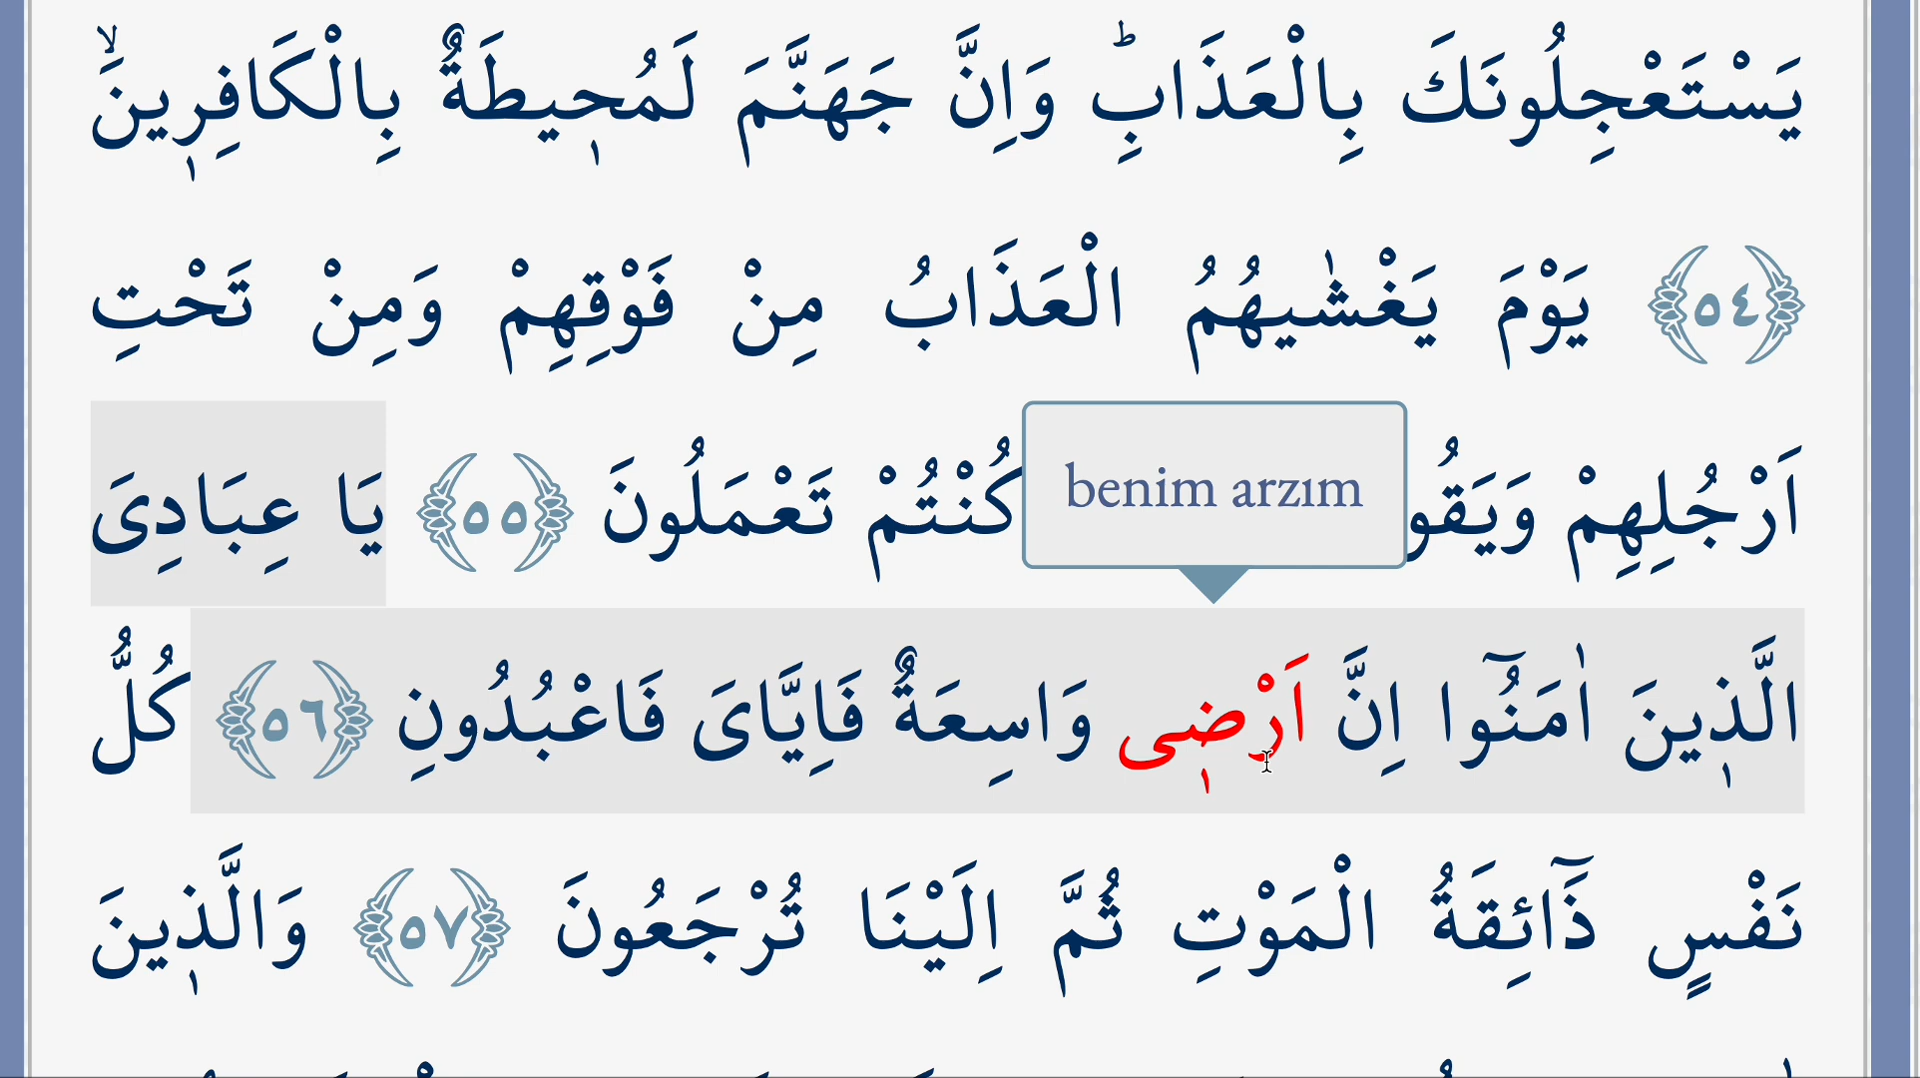 يَسْتَعْجِلُونَكَ بِالْعَذَابِۜ وَاِنَّ جَهَنَّمَ لَمُحٖيطَةٌ بِالْكَافِرٖينَۙ
﴿٥٤﴾ يَوْمَ يَغْشٰيهُمُ الْعَذَابُ مِنْ فَوْقِهِمْ وَمِنْ تَحْتِ
اَرْجُلِهِمْ وَيَقُو كُنْتُمْ تَعْمَلُونَ ﴿٥٥﴾ يَا عِبَادِىَ
benim arzım
الَّذٖينَ اٰمَنُٓوا اِنَّ اَرْضٖى وَاسِعَةٌ فَاِيَّاىَ فَاعْبُدُونِ ﴿٥٦﴾ كُلُّ
نَفْسٍ ذَٓائِقَةُ الْمَوْتِ ثُمَّ اِلَيْنَا تُرْجَعُونَ ﴿٥٧﴾ وَالَّذٖينَ